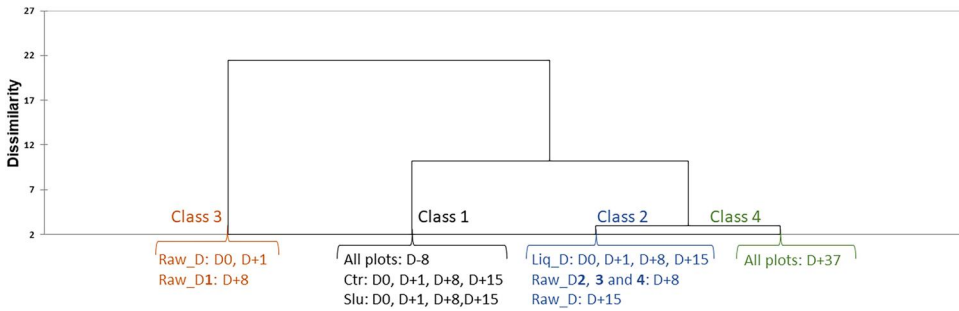 27
22
17
12
7
2
Dissimilarity
Class 3
Class 1
Class 2
Class 4
Raw_D: D0, D+1
Raw_D1: D+8
All plots: D-8
Ctr: D0, D+1, D+8, D+15
Slu: D0, D+1, D+8,D+15
Liq_D: D0, D+1, D+8, D+15
Raw_D2, 3 and 4: D+8
Raw_D: D+15
All plots: D+37